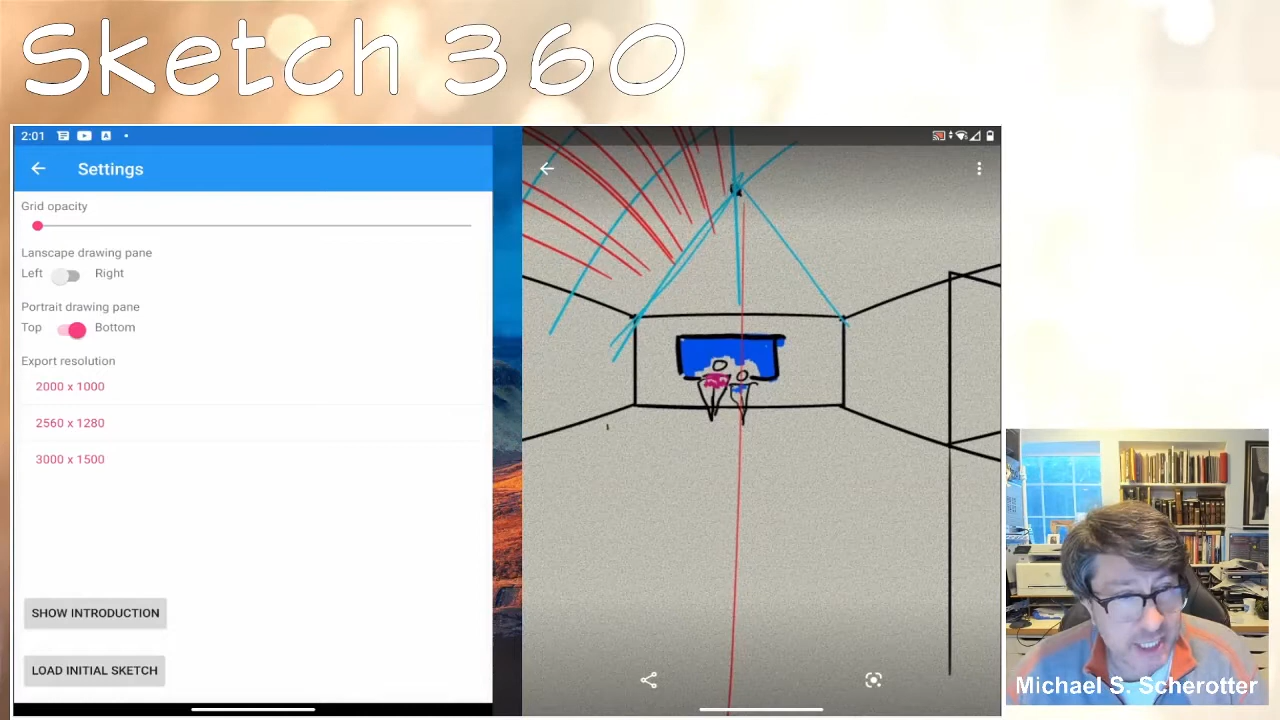 Sketch 360
2:01
Settings
Grid opacity
Lanscape drawing pane
Left Right
Portrait drawing pane
Top Bottom
Export resolution
2000 x 1000
2560 x 1280
3000 x 1500
SHOW INTRODUCTION
LOAD INITIAL SKETCH
Michael S. Scherotter